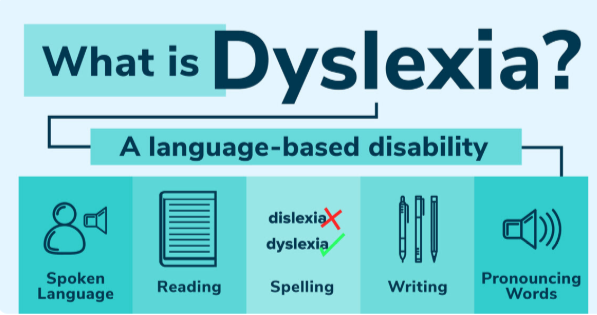 What is Dyslexia?
A language-based disability
dislexia
dyslexia
Spoken
Language
Reading
Spelling
Writing
Pronouncing
Words